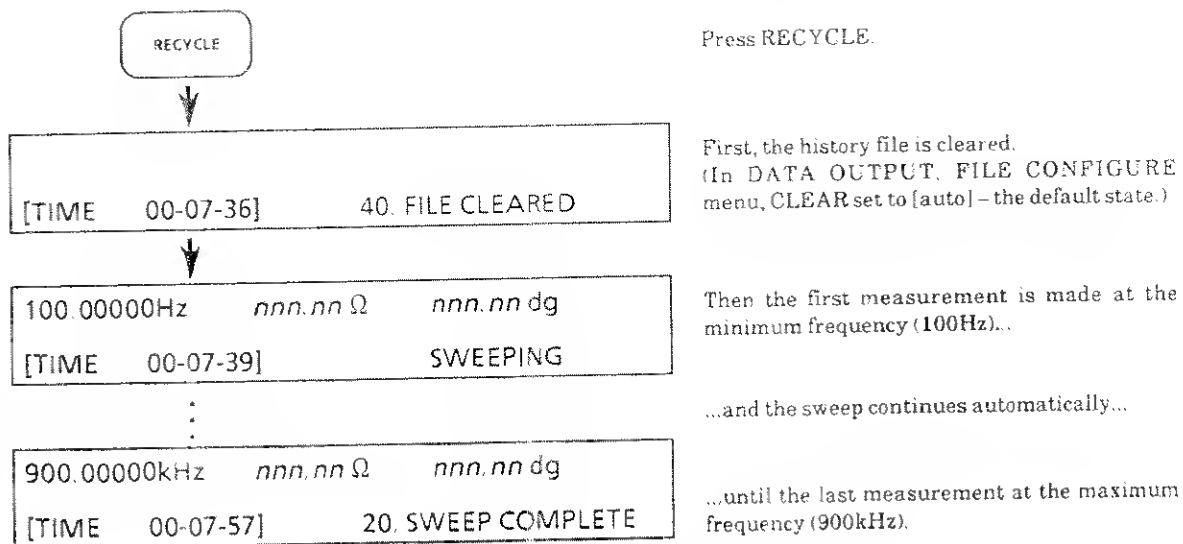 RECYCLE
Press RECYCLE.
[TIME 00-07-36] 40. FILE CLEARED
First, the history file is cleared.
(In DATA OUTPUT, FILE CONFIGURE
menu, CLEAR set to [auto] – the default state.)
100.00000Hz nnn.nn Ω nnn.nn dg
[TIME 00-07-39] SWEEPING
Then the first measurement is made at the
minimum frequency (100Hz)...
...and the sweep continues automatically...
900.00000kHz nnn.nn Ω nnn.nn dg
[TIME 00-07-57] 20. SWEEP COMPLETE
...until the last measurement at the maximum
frequency (900kHz).